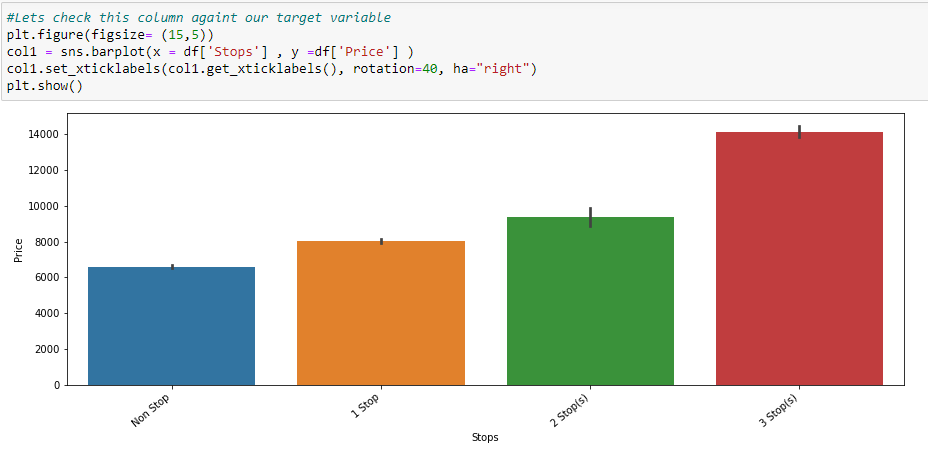 #Lets check this column againt our target variable
plt.figure(figsize= (15,5))
col1 = sns.barplot(x = df['Stops'] , y =df['Price'] )
col1.set_xticklabels(col1.get_xticklabels(), rotation=40, ha="right")
plt.show()
14000
12000
10000
8000
6000
4000
2000
0
Price
Non Stop
1 Stop
2 Stop(s)
3 Stop(s)
Stops